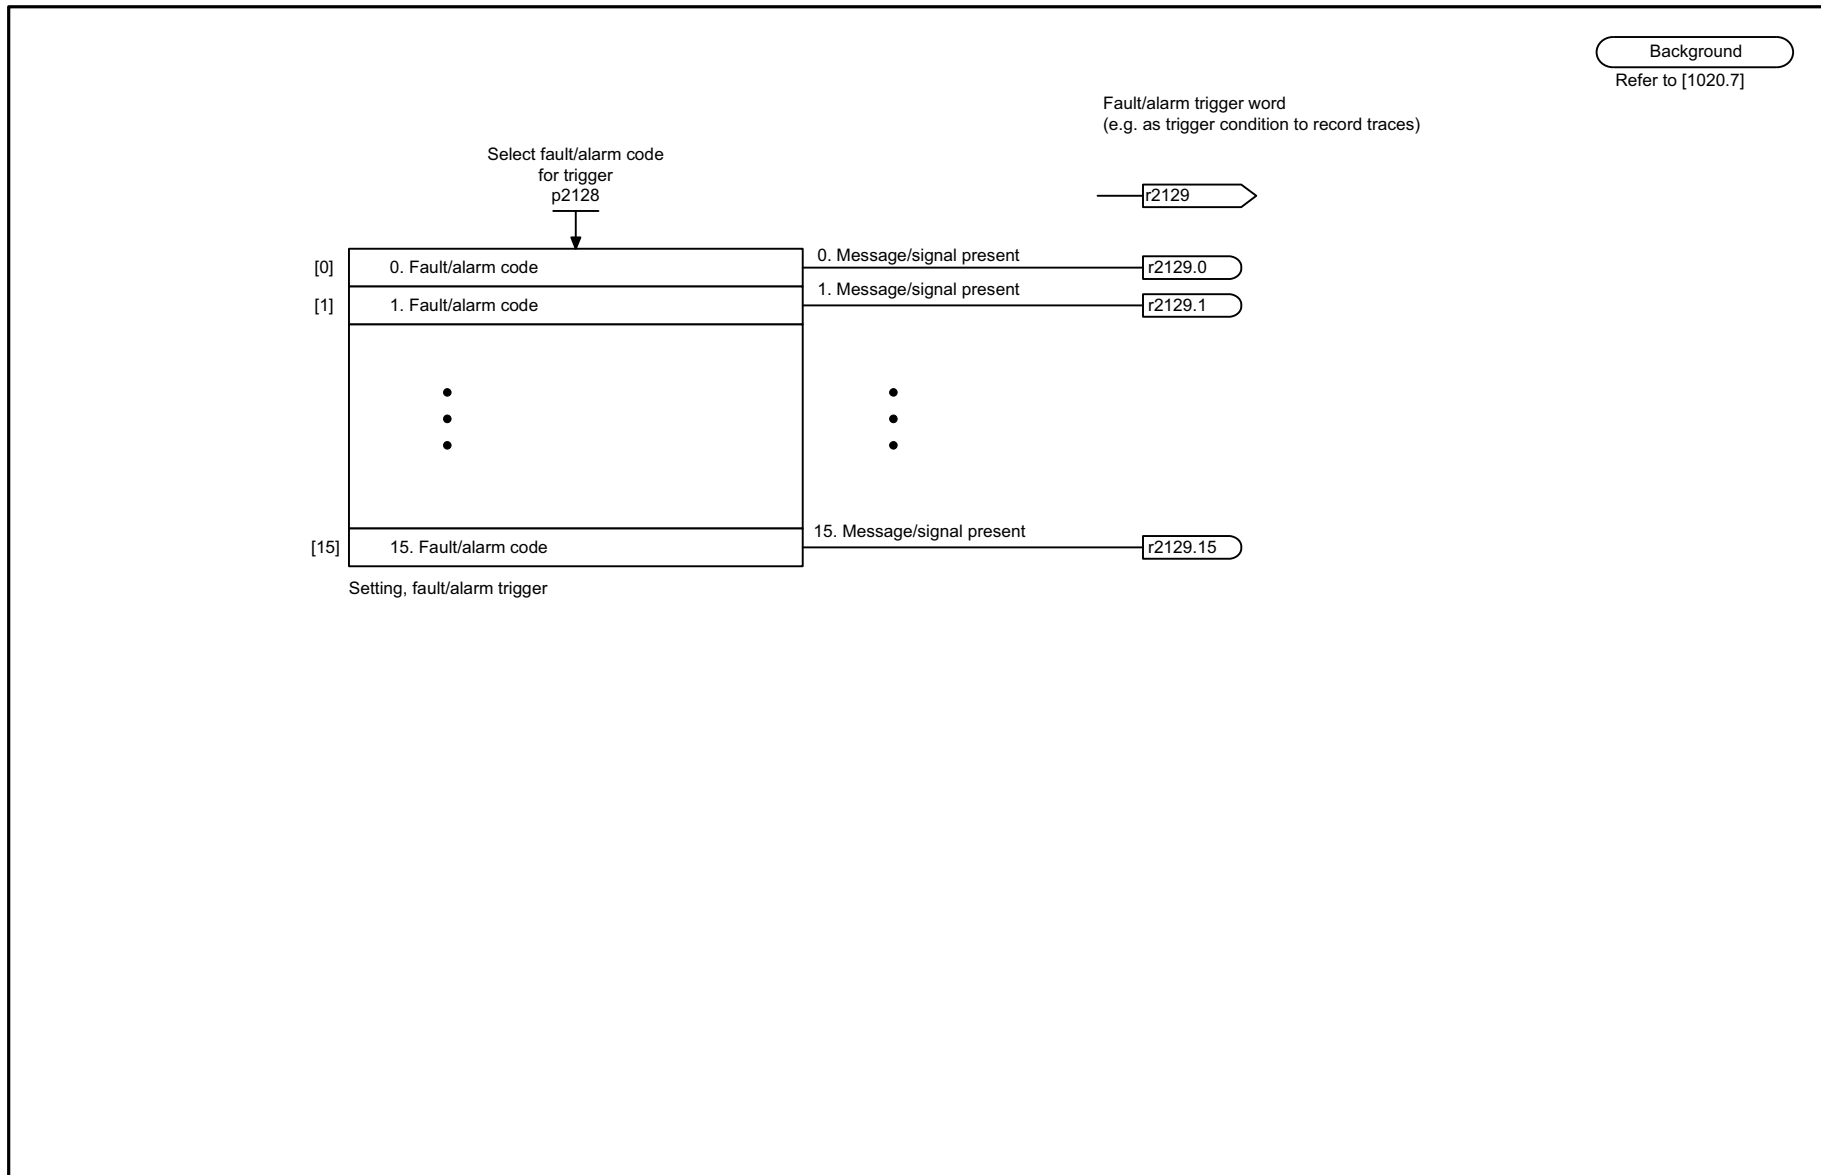 Background
Refer to [1020.7]
Fault/alarm trigger word
(e.g. as trigger condition to record traces)
Select fault/alarm code
for trigger
p2128
r2129
[0] 0. Fault/alarm code 0. Message/signal present r2129.0
[1] 1. Fault/alarm code 1. Message/signal present r2129.1
[15] 15. Fault/alarm code 15. Message/signal present r2129.15
Setting, fault/alarm trigger